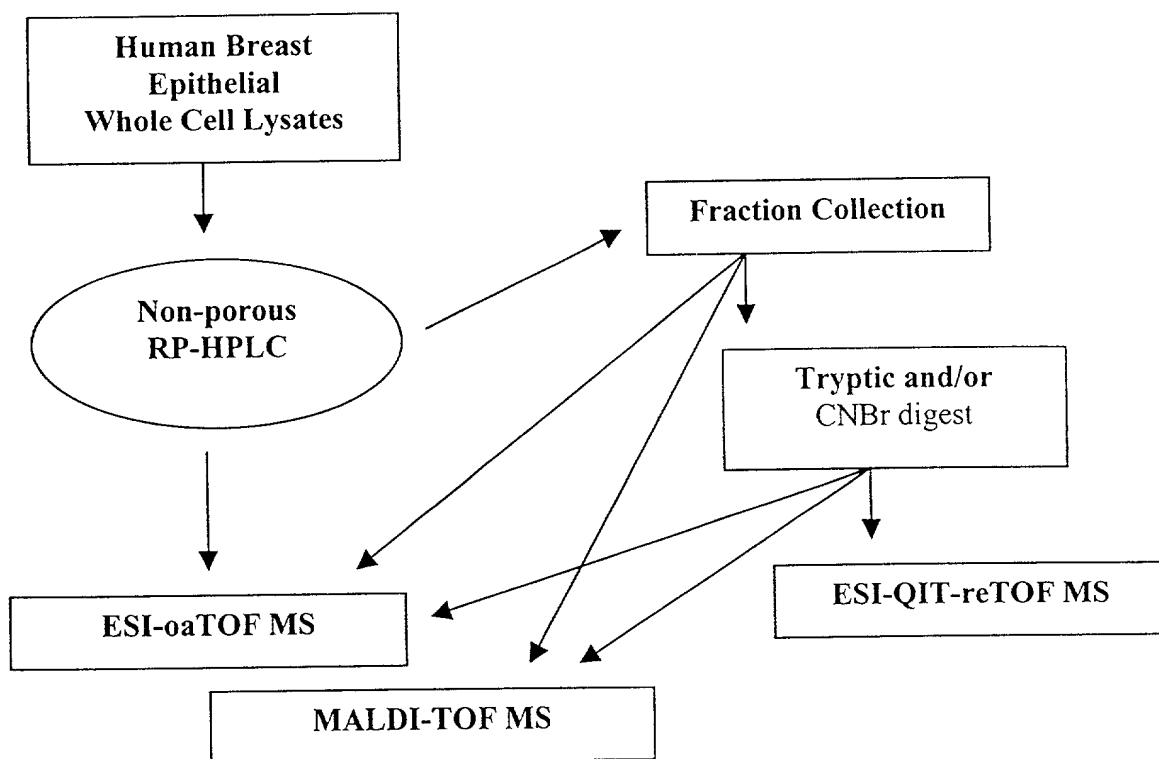 Human Breast
Epithelial
Whole Cell Lysates
Fraction Collection
Non-porous
RP-HPLC
Tryptic and/or
CNBr digest
ESI-QIT-reTOF MS
ESI-oaTOF MS
MALDI-TOF MS